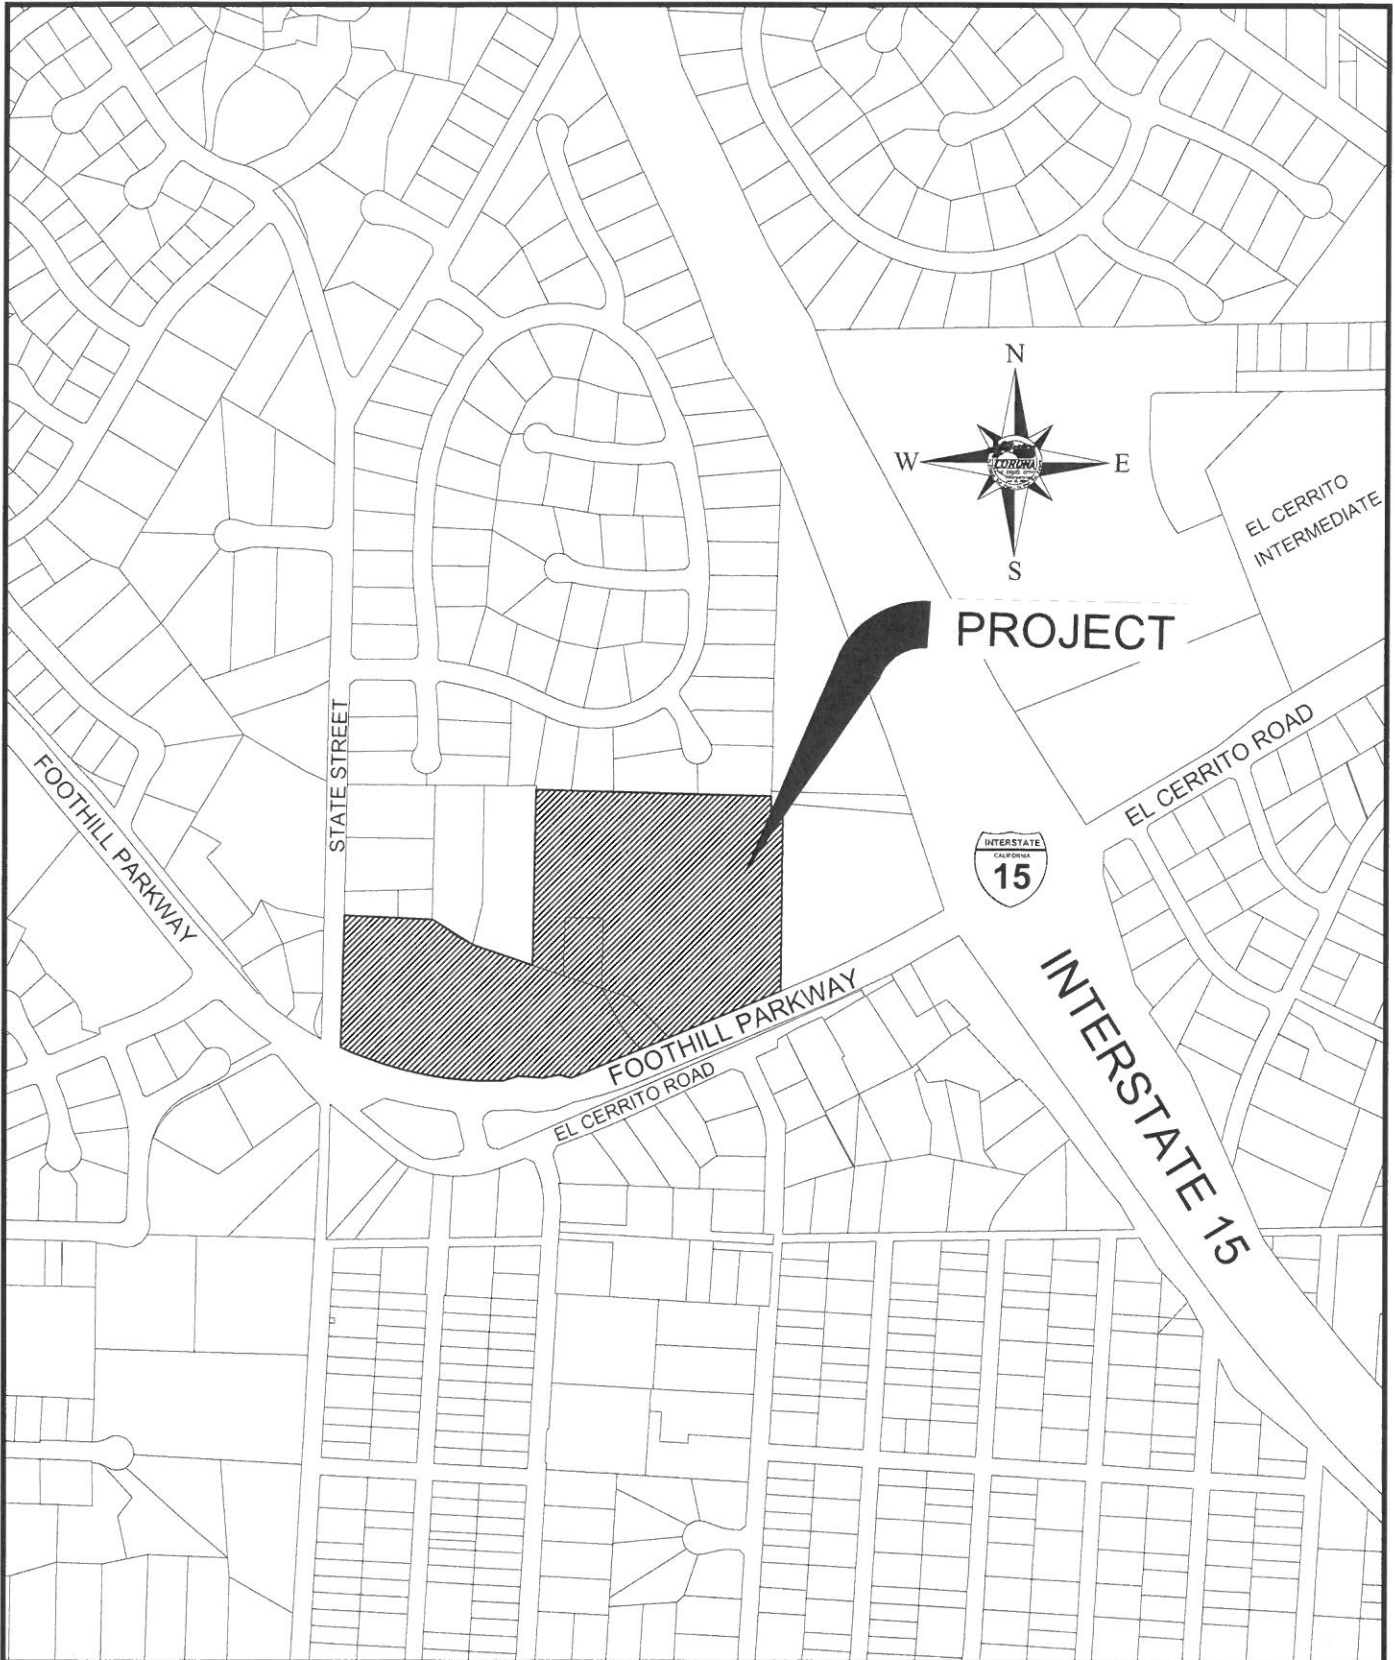 N
W
CORONA
E
S
EL CERRITO
INTERMEDIATE
PROJECT
STATE STREET
FOOTHILL PARKWAY
EL CERRITO ROAD
INTERSTATE
CALIFORNIA
15
INTERSTATE 15
FOOTHILL PARKWAY
EL CERRITO ROAD